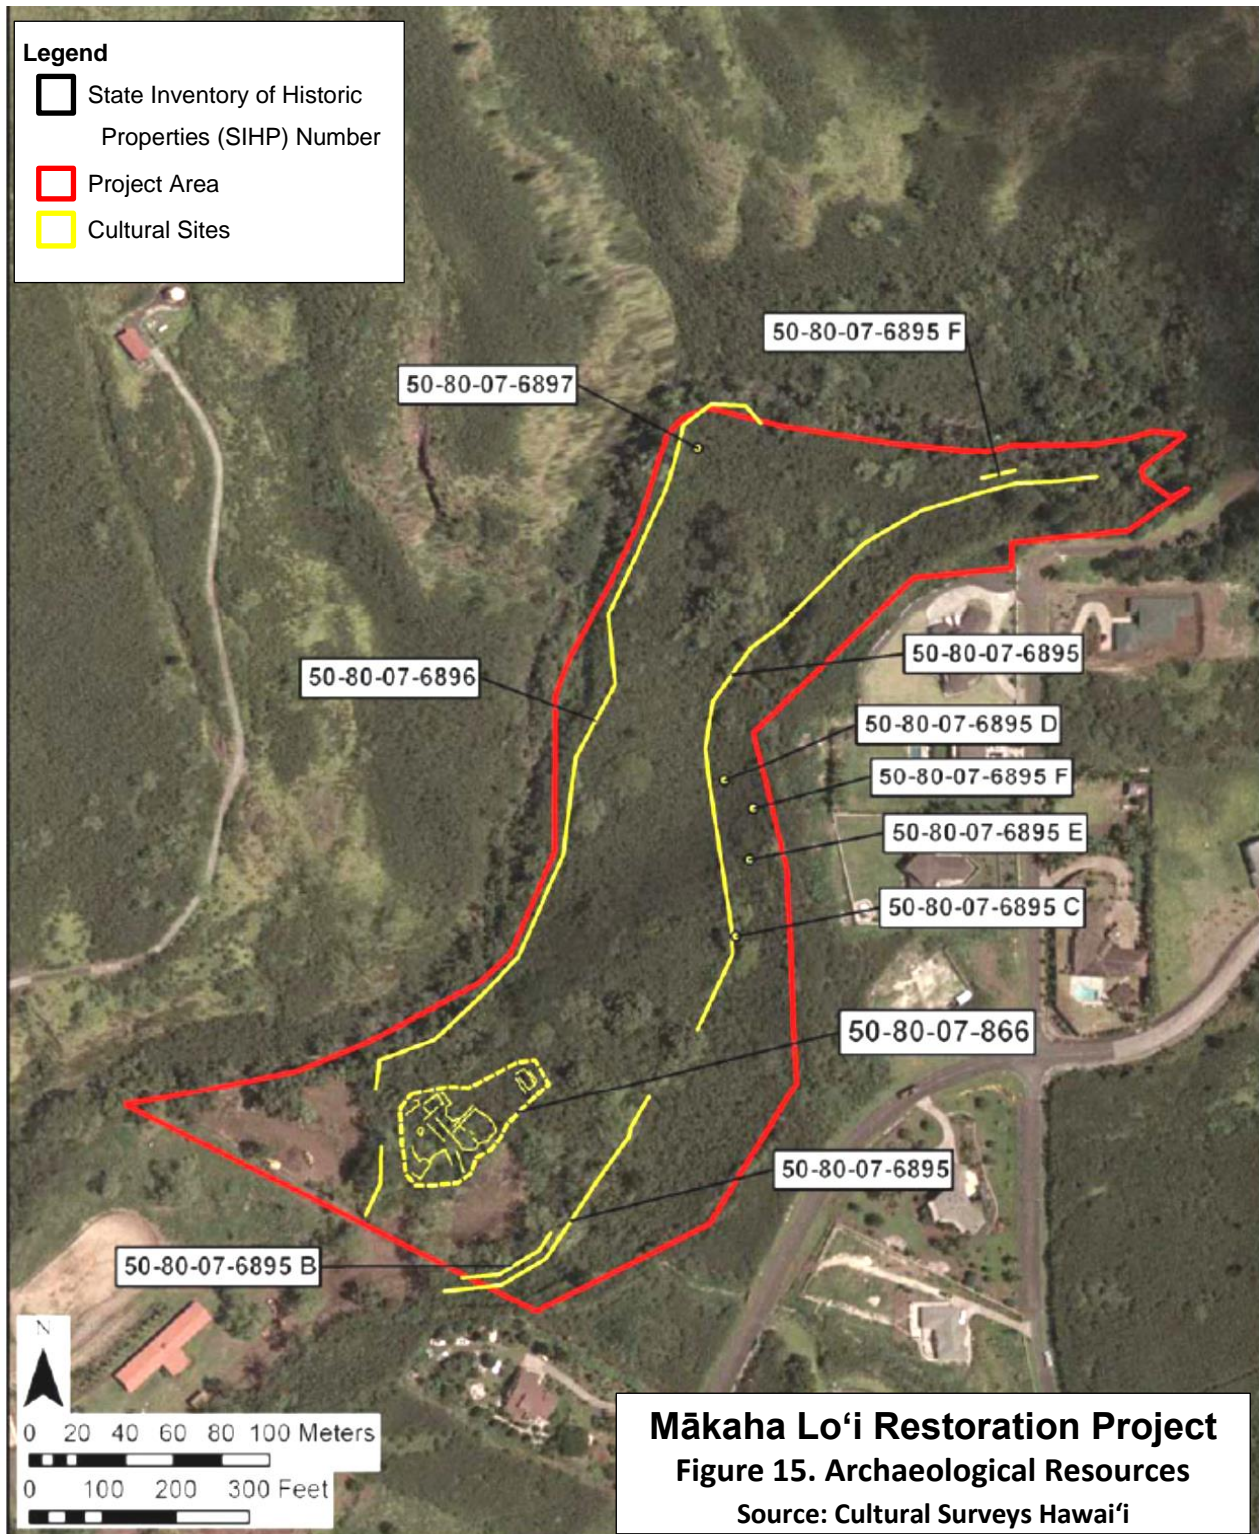 Legend
State Inventory of Historic
Properties (SIHP) Number
Project Area
Cultural Sites
50-80-07-6895 F
50-80-07-6897
50-80-07-6895
50-80-07-6896
50-80-07-6895 D
50-80-07-6895 F
50-80-07-6895 E
50-80-07-6895 C
50-80-07-866
50-80-07-6895
50-80-07-6895 B
N
0 20 40 60 80 100 Meters
0 100 200 300 Feet
Mākaha Loʻi Restoration Project
Figure 15. Archaeological Resources
Source: Cultural Surveys Hawaiʻi